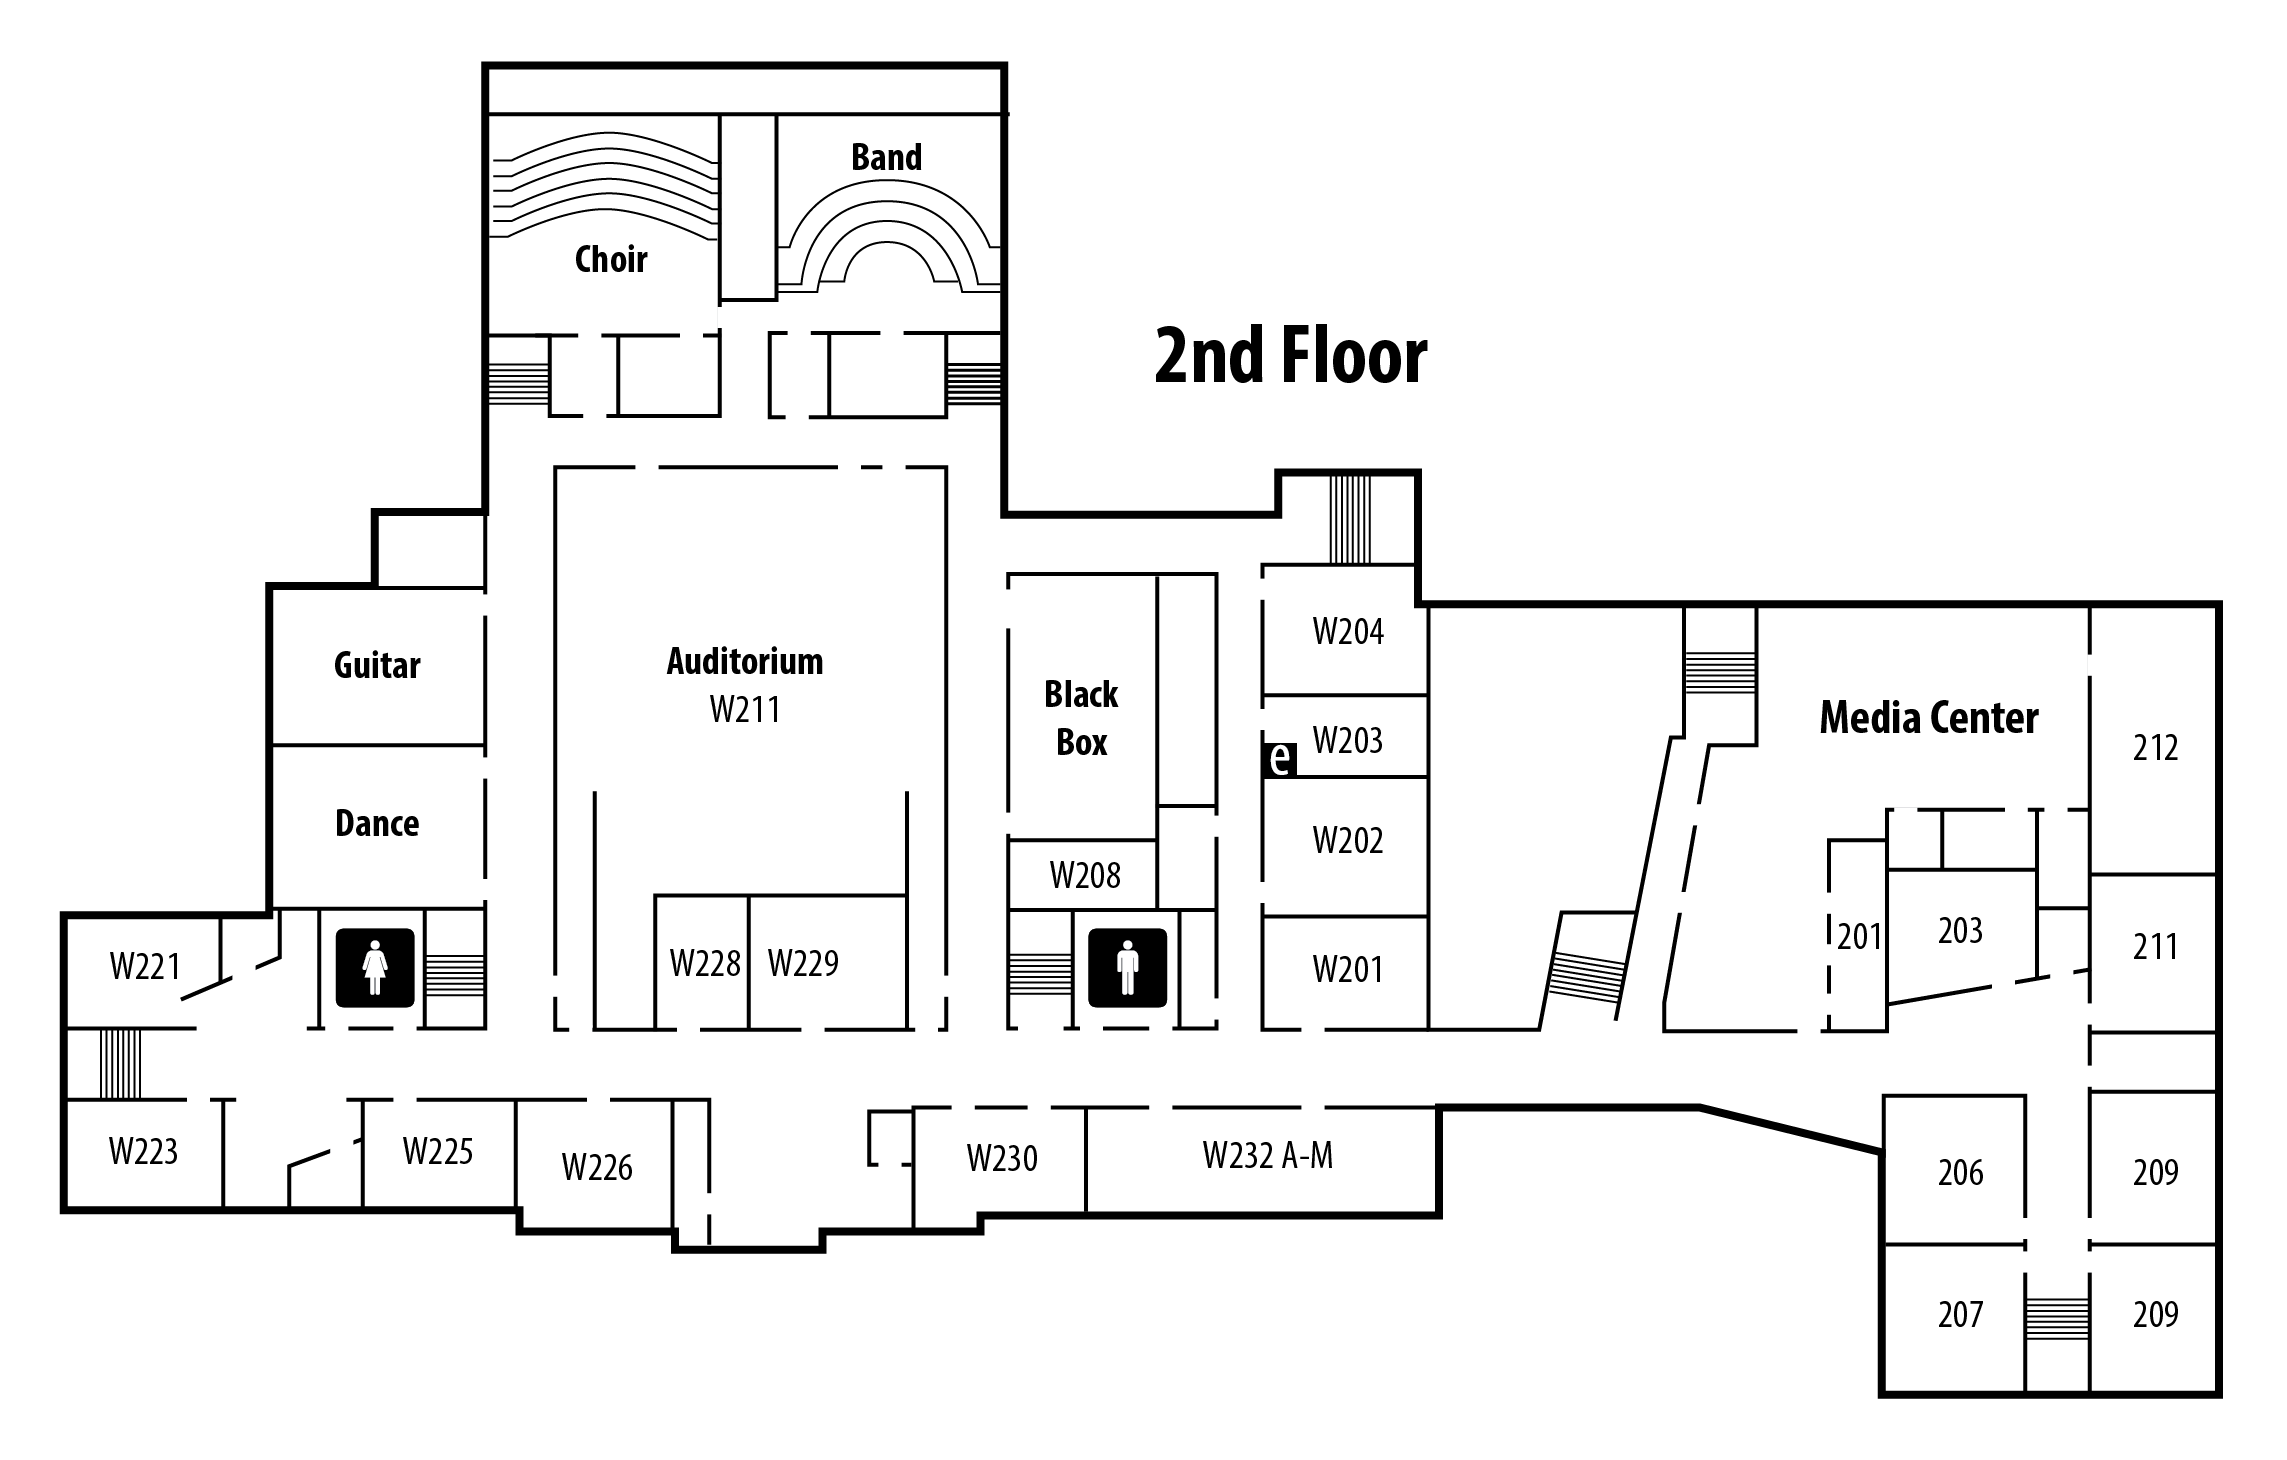 Band
Choir
2nd Floor
Guitar
Auditorium
W211
Black
Box
W204
W203
e
Media Center
212
Dance
W208
W202
201
203
211
W221
W228
W229
W201
W223
W225
W226
W230
W232 A-M
206
209
207
209